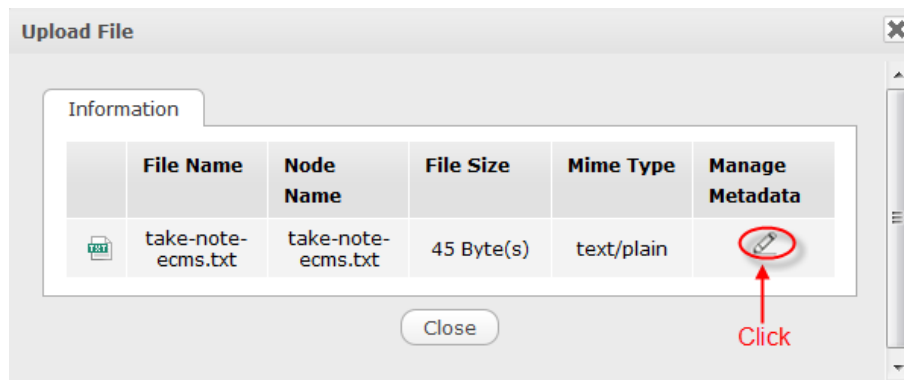 Upload File
Information
File Name Node Name File Size Mime Type Manage Metadata
TXT take-note-ecms.txt take-note-ecms.txt 45 Byte(s) text/plain
Close
Click